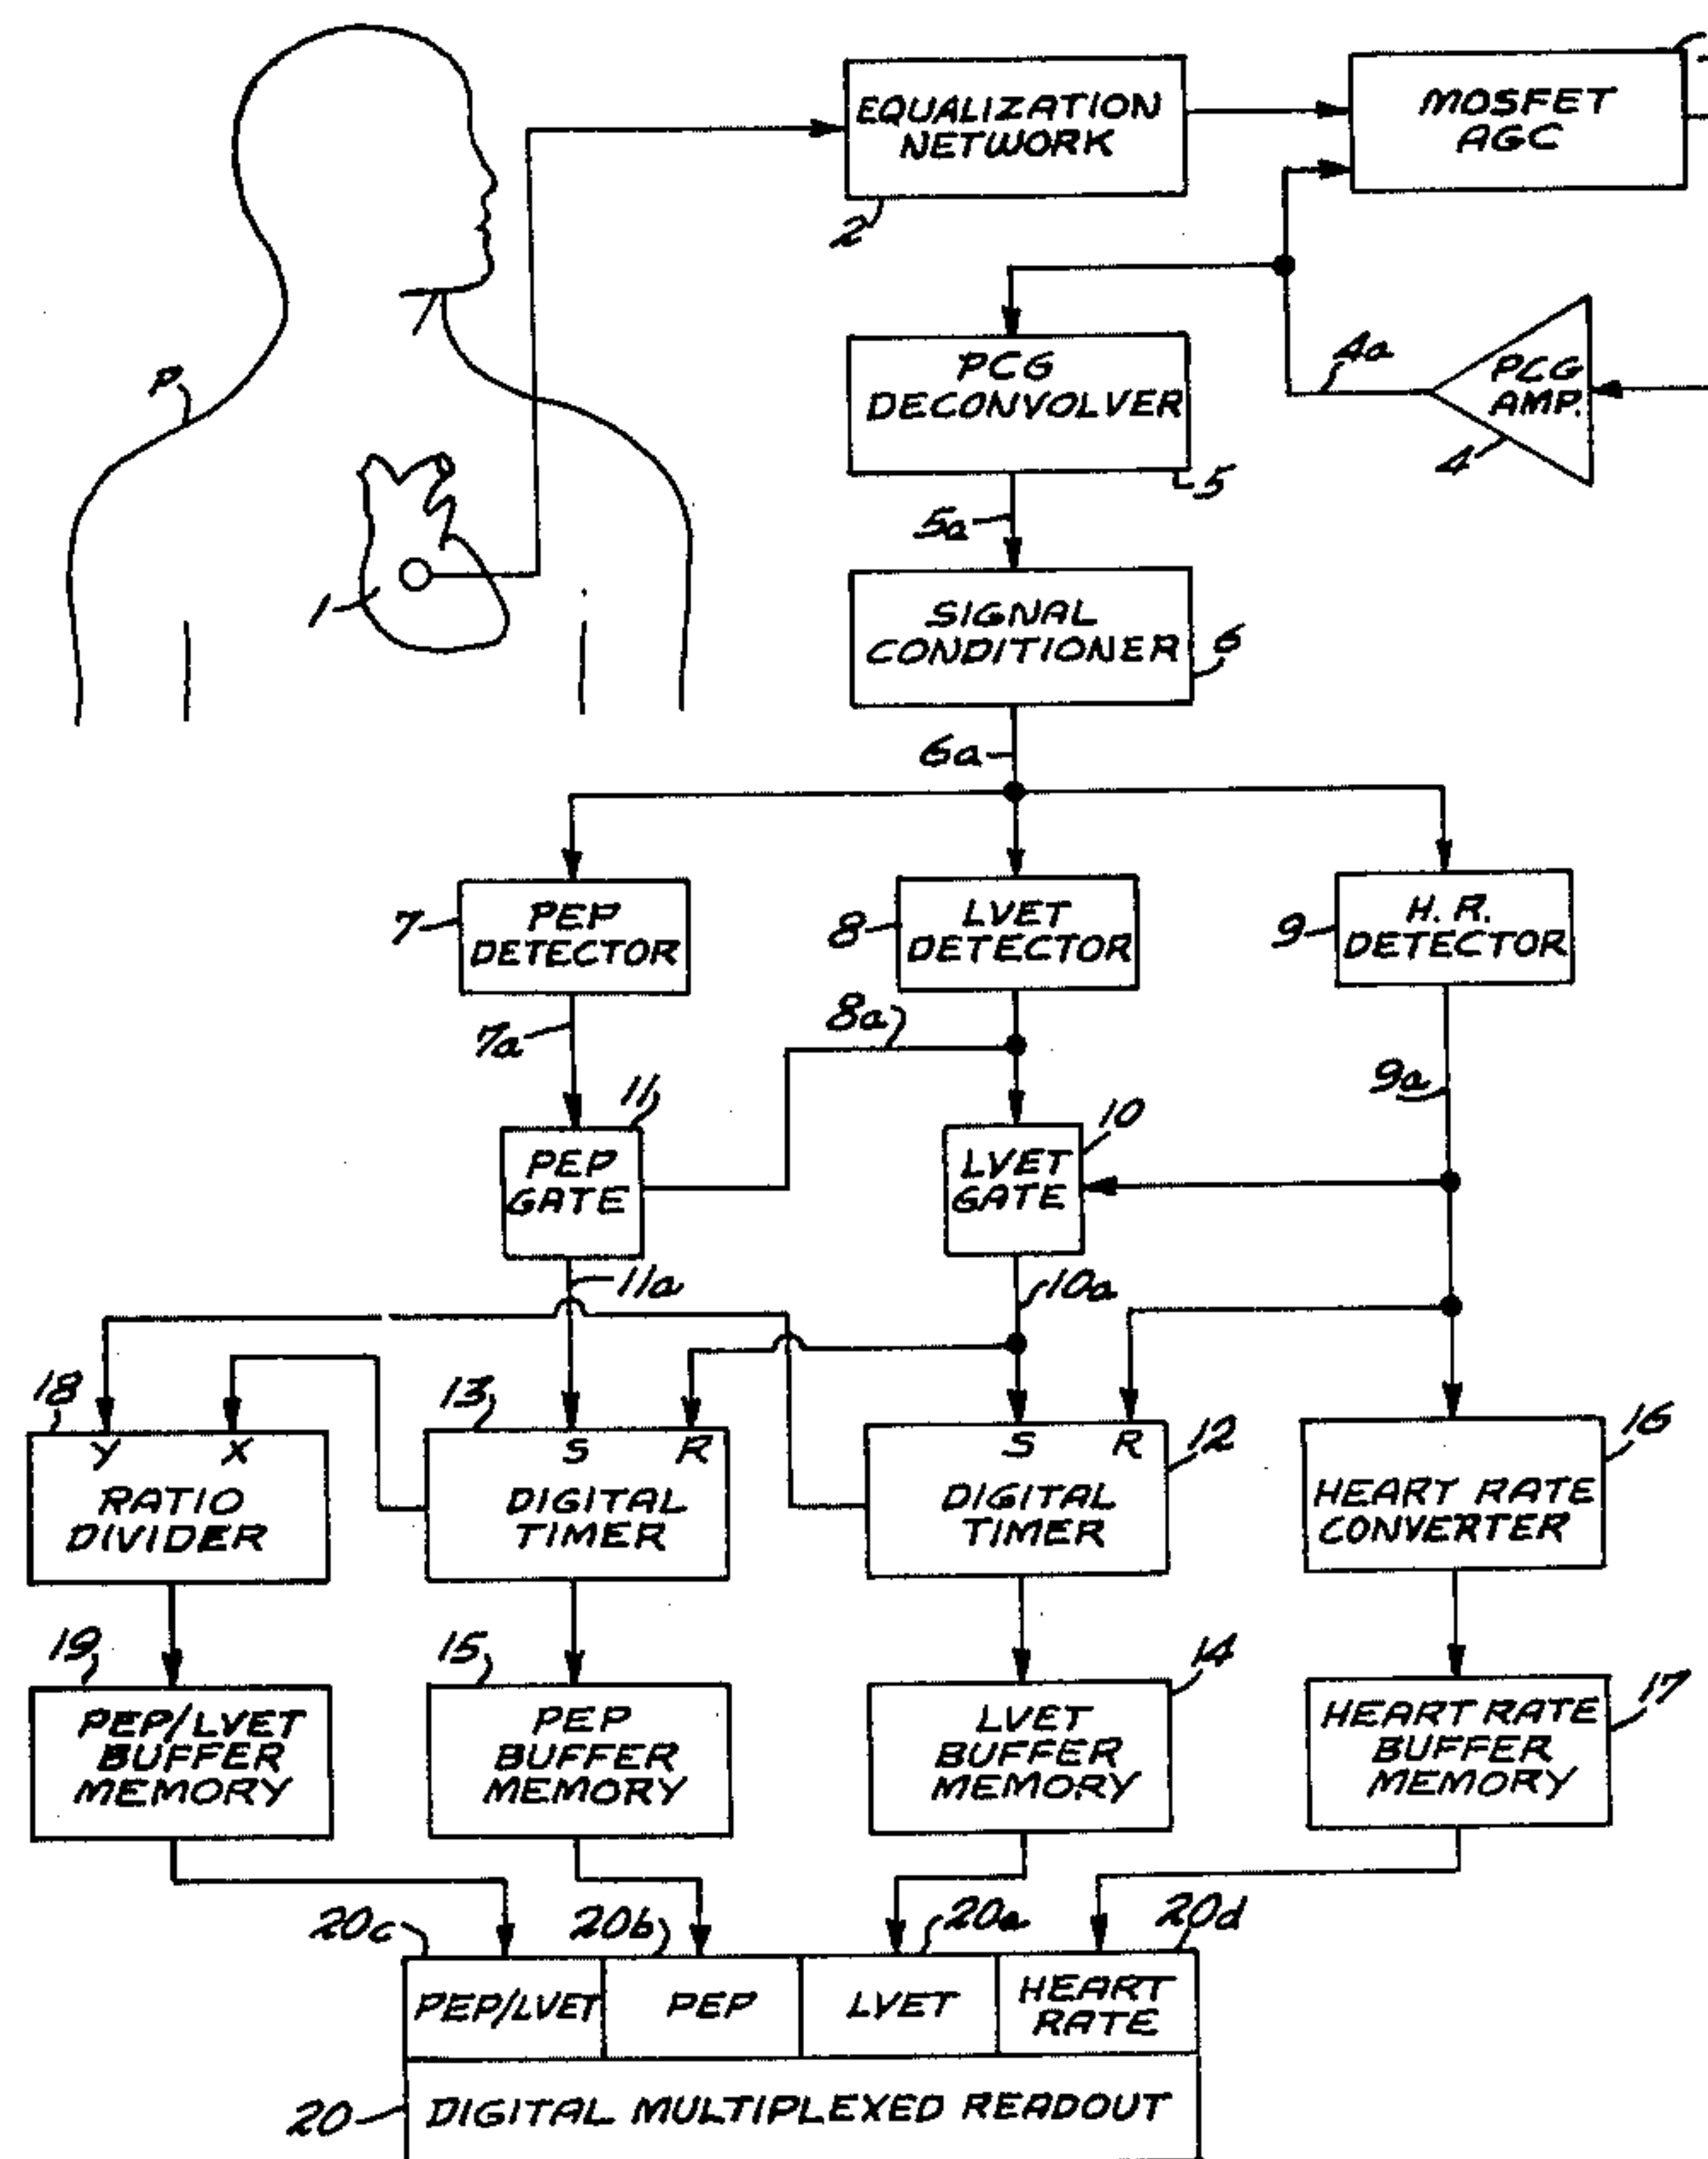 EQUALIZATION
NETWORK
2
MOSFET
AGC
P
1
PCG
DECONVOLVER
5
4a
PCG
AMP.
4
5a
SIGNAL
CONDITIONER
6
6a
7
PEP
DETECTOR
8
LVET
DETECTOR
9
H. R.
DETECTOR
7a
8a
9a
11
PEP
GATE
10
LVET
GATE
11a
10a
18
Y X
RATIO
DIVIDER
13
S R
DIGITAL
TIMER
12
S R
DIGITAL
TIMER
16
HEART RATE
CONVERTER
19
PEP/LVET
BUFFER
MEMORY
15
PEP
BUFFER
MEMORY
14
LVET
BUFFER
MEMORY
17
HEART RATE
BUFFER
MEMORY
20c
20b
20a
20d
PEP/LVET
PEP
LVET
HEART
RATE
20
DIGITAL MULTIPLEXED READOUT